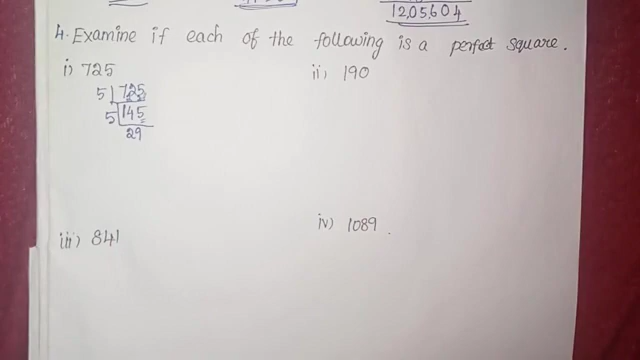 12,05,604
4. Examine if each of the following is a perfect square.
i) 725
ii) 190
5 725
5 145
29
iii) 841
iv) 1089